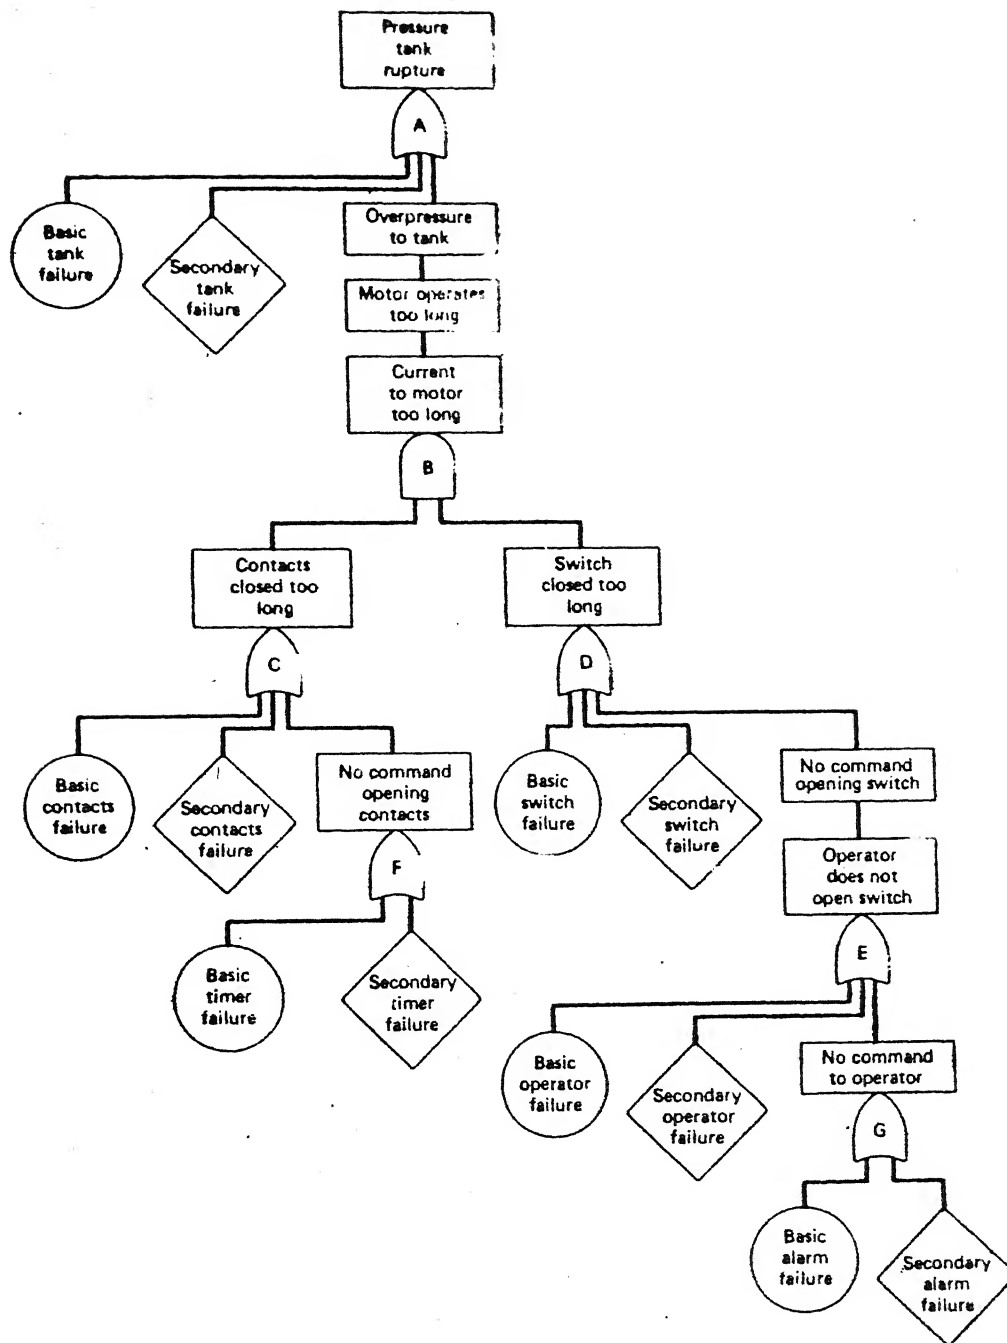 Pressure
tank
rupture
A
Basic
tank
failure
Secondary
tank
failure
Overpressure
to tank
Motor operates
too long
Current
to motor
too long
B
Contacts
closed too
long
Switch
closed too
long
C
D
Basic
contacts
failure
Secondary
contacts
failure
No command
opening
contacts
Basic
switch
failure
Secondary
switch
failure
No command
opening switch
F
Operator
does not
open switch
Basic
timer
failure
Secondary
timer
failure
E
Basic
operator
failure
Secondary
operator
failure
No command
to operator
G
Basic
alarm
failure
Secondary
alarm
failure